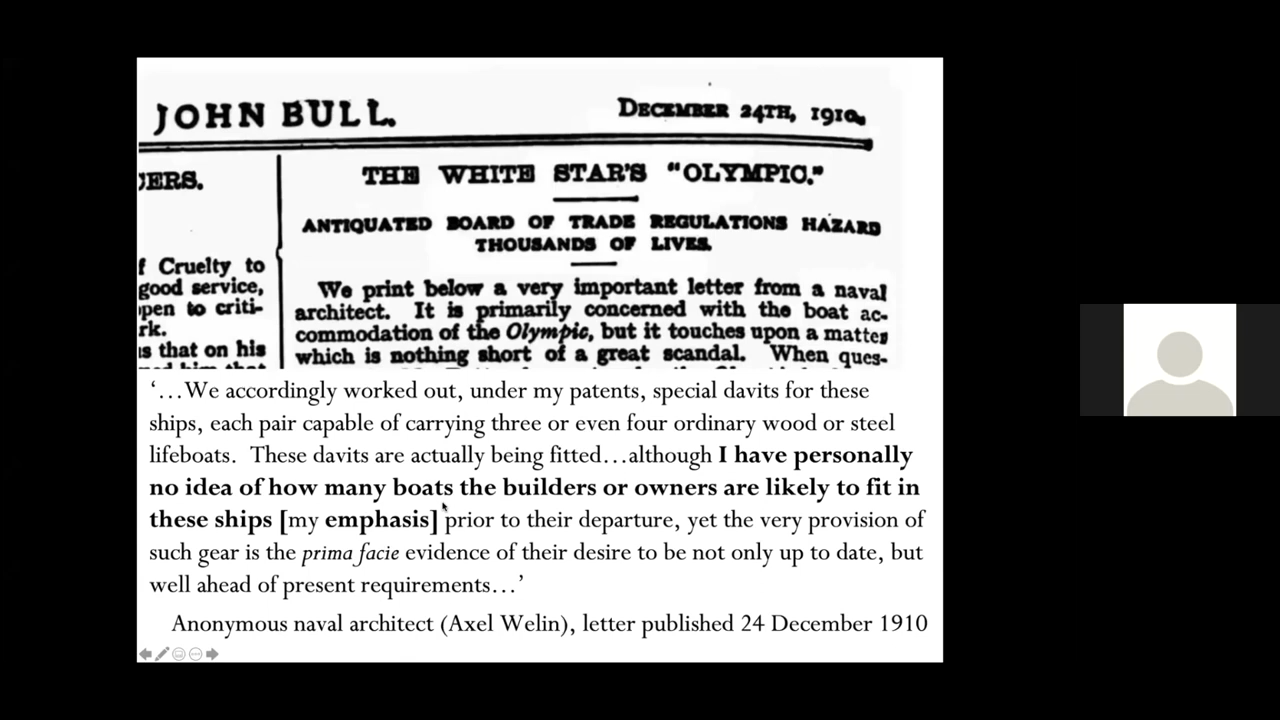 JOHN BULL. DECEMBER 24TH, 1910.
ERS.
f Cruelty to
good service,
open to criti-
rk.
s that on his
THE WHITE STAR'S "OLYMPIC."
ANTIQUATED BOARD OF TRADE REGULATIONS HAZARD
THOUSANDS OF LIVES.
We print below a very important letter from a naval
architect. It is primarily concerned with the boat ac-
commodation of the Olympic, but it touches upon a matter
which is nothing short of a great scandal. When ques-
‘…We accordingly worked out, under my patents, special davits for these
ships, each pair capable of carrying three or even four ordinary wood or steel
lifeboats. These davits are actually being fitted…although I have personally
no idea of how many boats the builders or owners are likely to fit in
these ships [my emphasis] prior to their departure, yet the very provision of
such gear is the prima facie evidence of their desire to be not only up to date, but
well ahead of present requirements…’
Anonymous naval architect (Axel Welin), letter published 24 December 1910